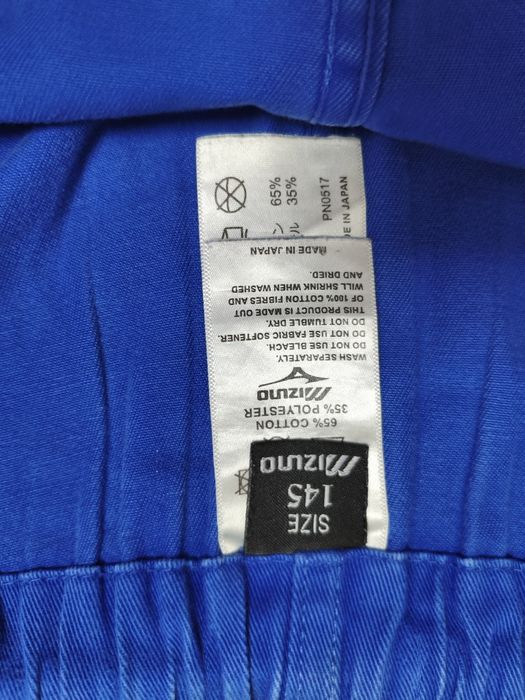 MIZUNO
SIZE
145
65% COTTON
35% POLYESTER
MIZUNO
WASH SEPARATELY.
DO NOT USE BLEACH.
DO NOT USE FABRIC SOFTENER.
DO NOT TUMBLE DRY.
THIS PRODUCT IS MADE OUT
OF 100% COTTON FIBRES AND
WILL SHRINK WHEN WASHED
AND DRIED.
MADE IN JAPAN
65%
35%
PN0517
DE IN JAPAN